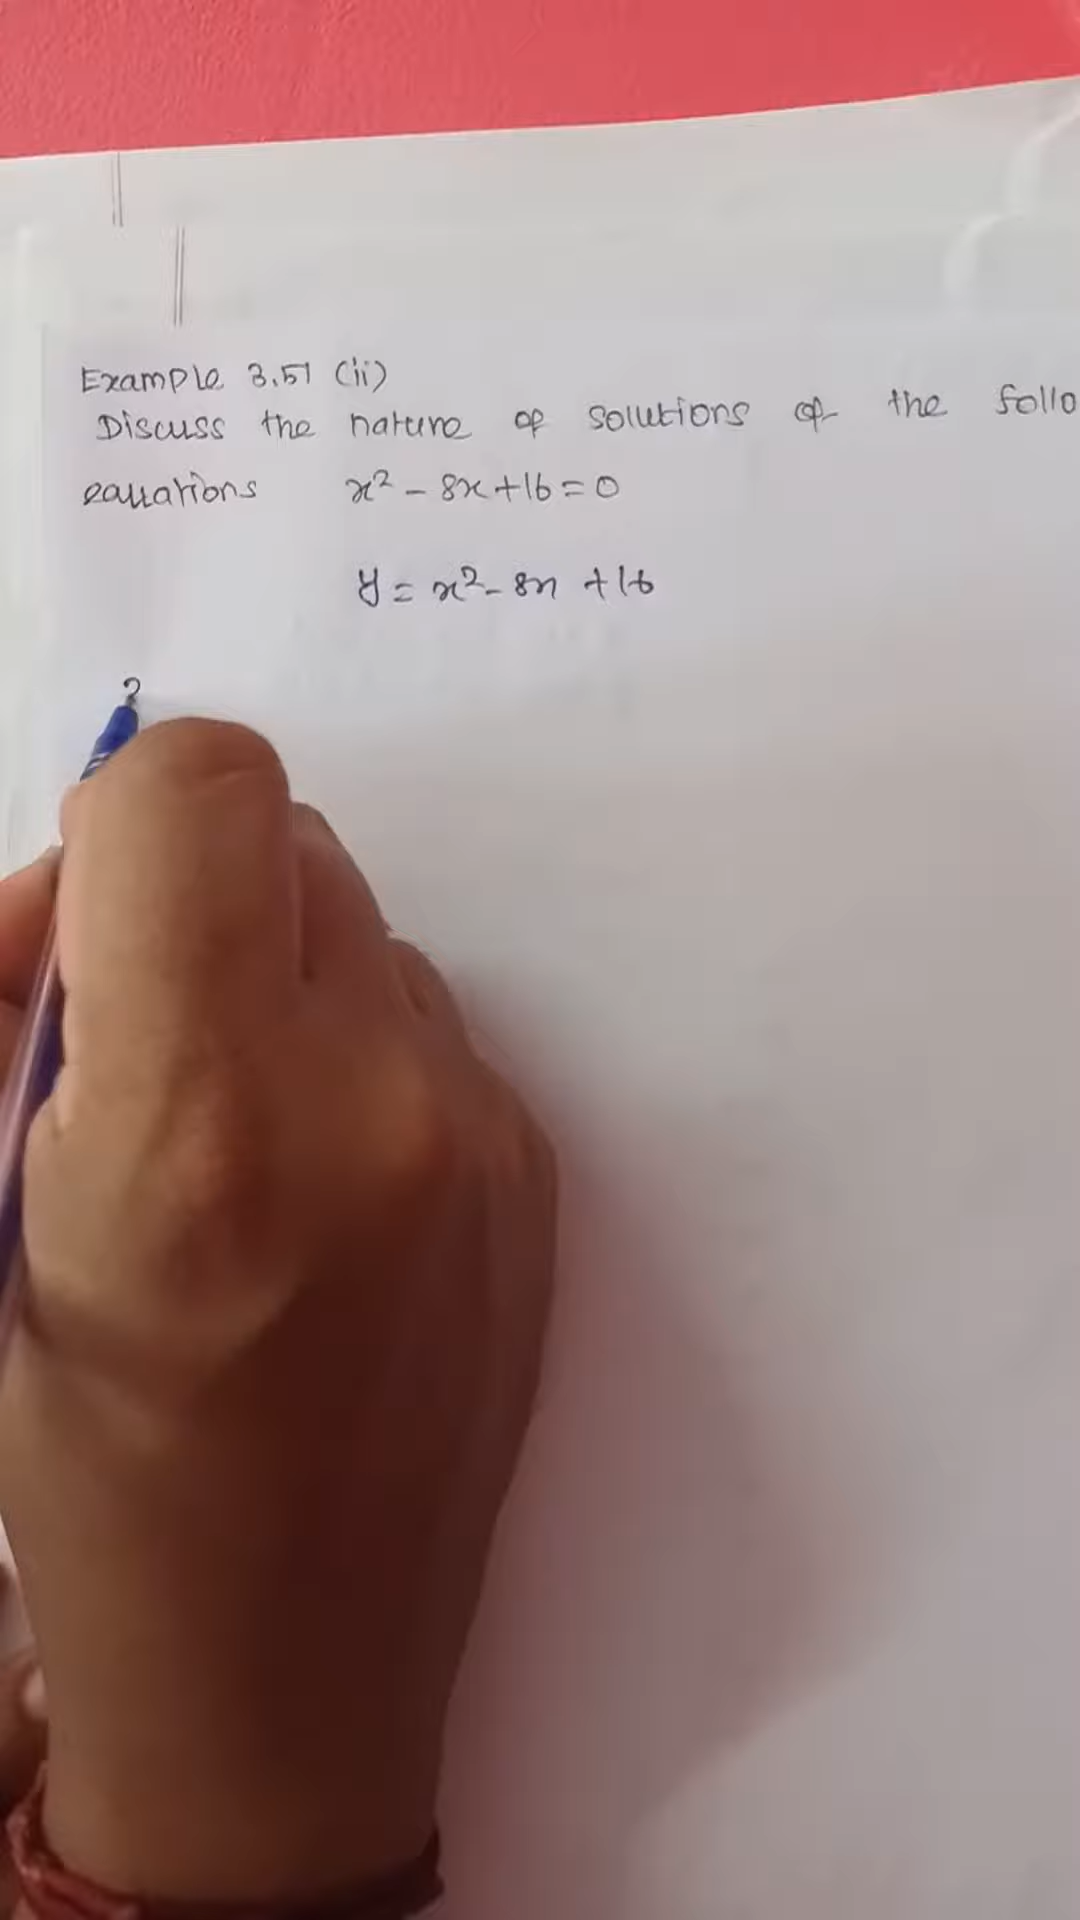 Example 3.51 (ii)
Discuss the nature of solutions of the follo
equations x² - 8x + 16 = 0
y = x² - 8x + 16